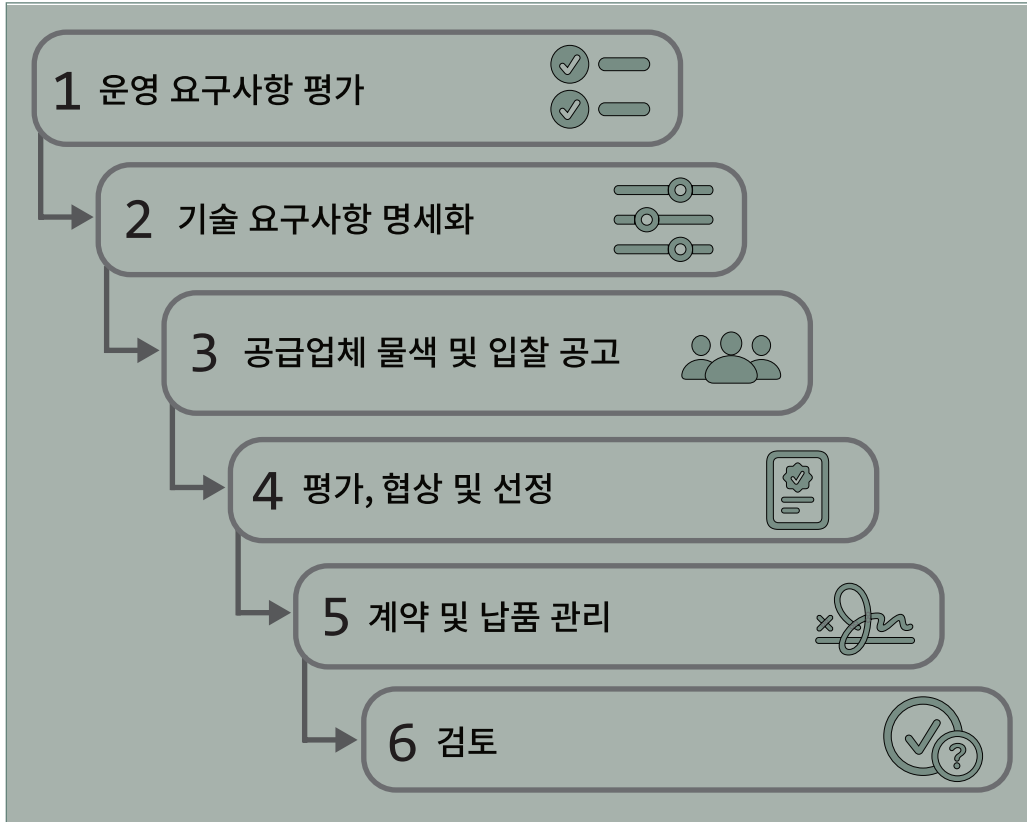 1 운영 요구사항 평가
2 기술 요구사항 명세화
3 공급업체 물색 및 입찰 공고
4 평가, 협상 및 선정
5 계약 및 납품 관리
6 검토